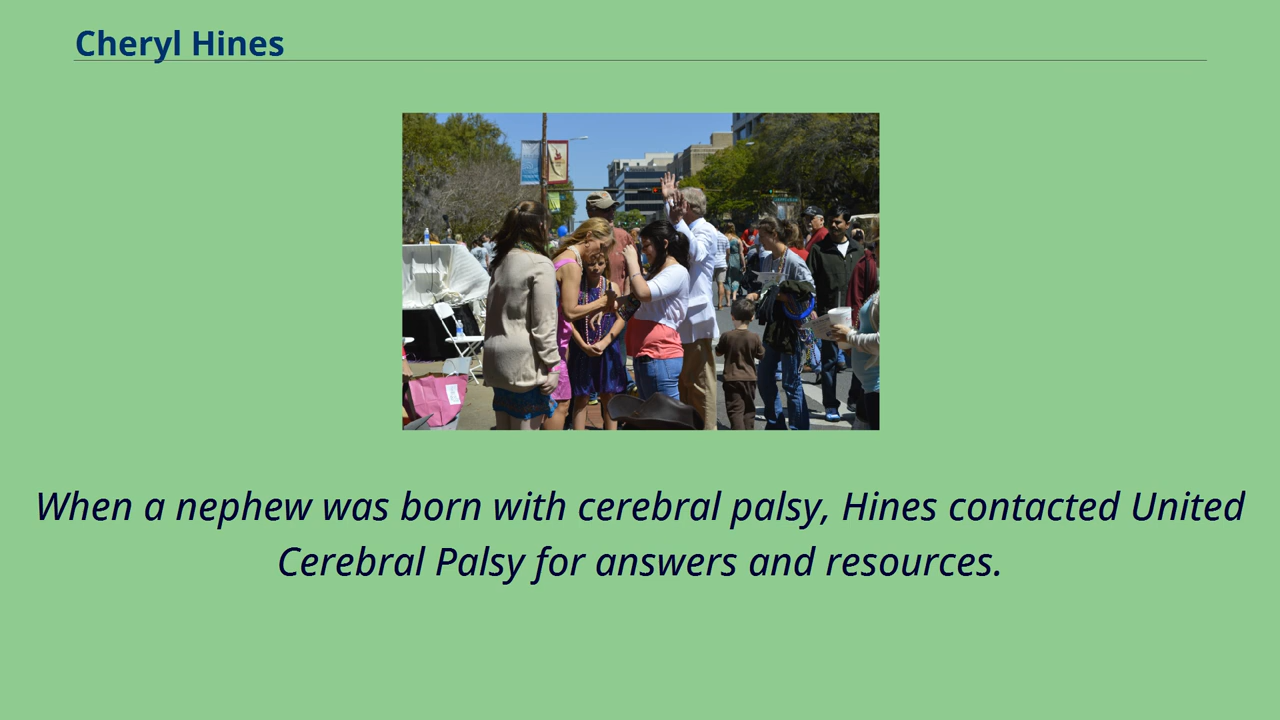 Cheryl Hines
When a nephew was born with cerebral palsy, Hines contacted United
Cerebral Palsy for answers and resources.